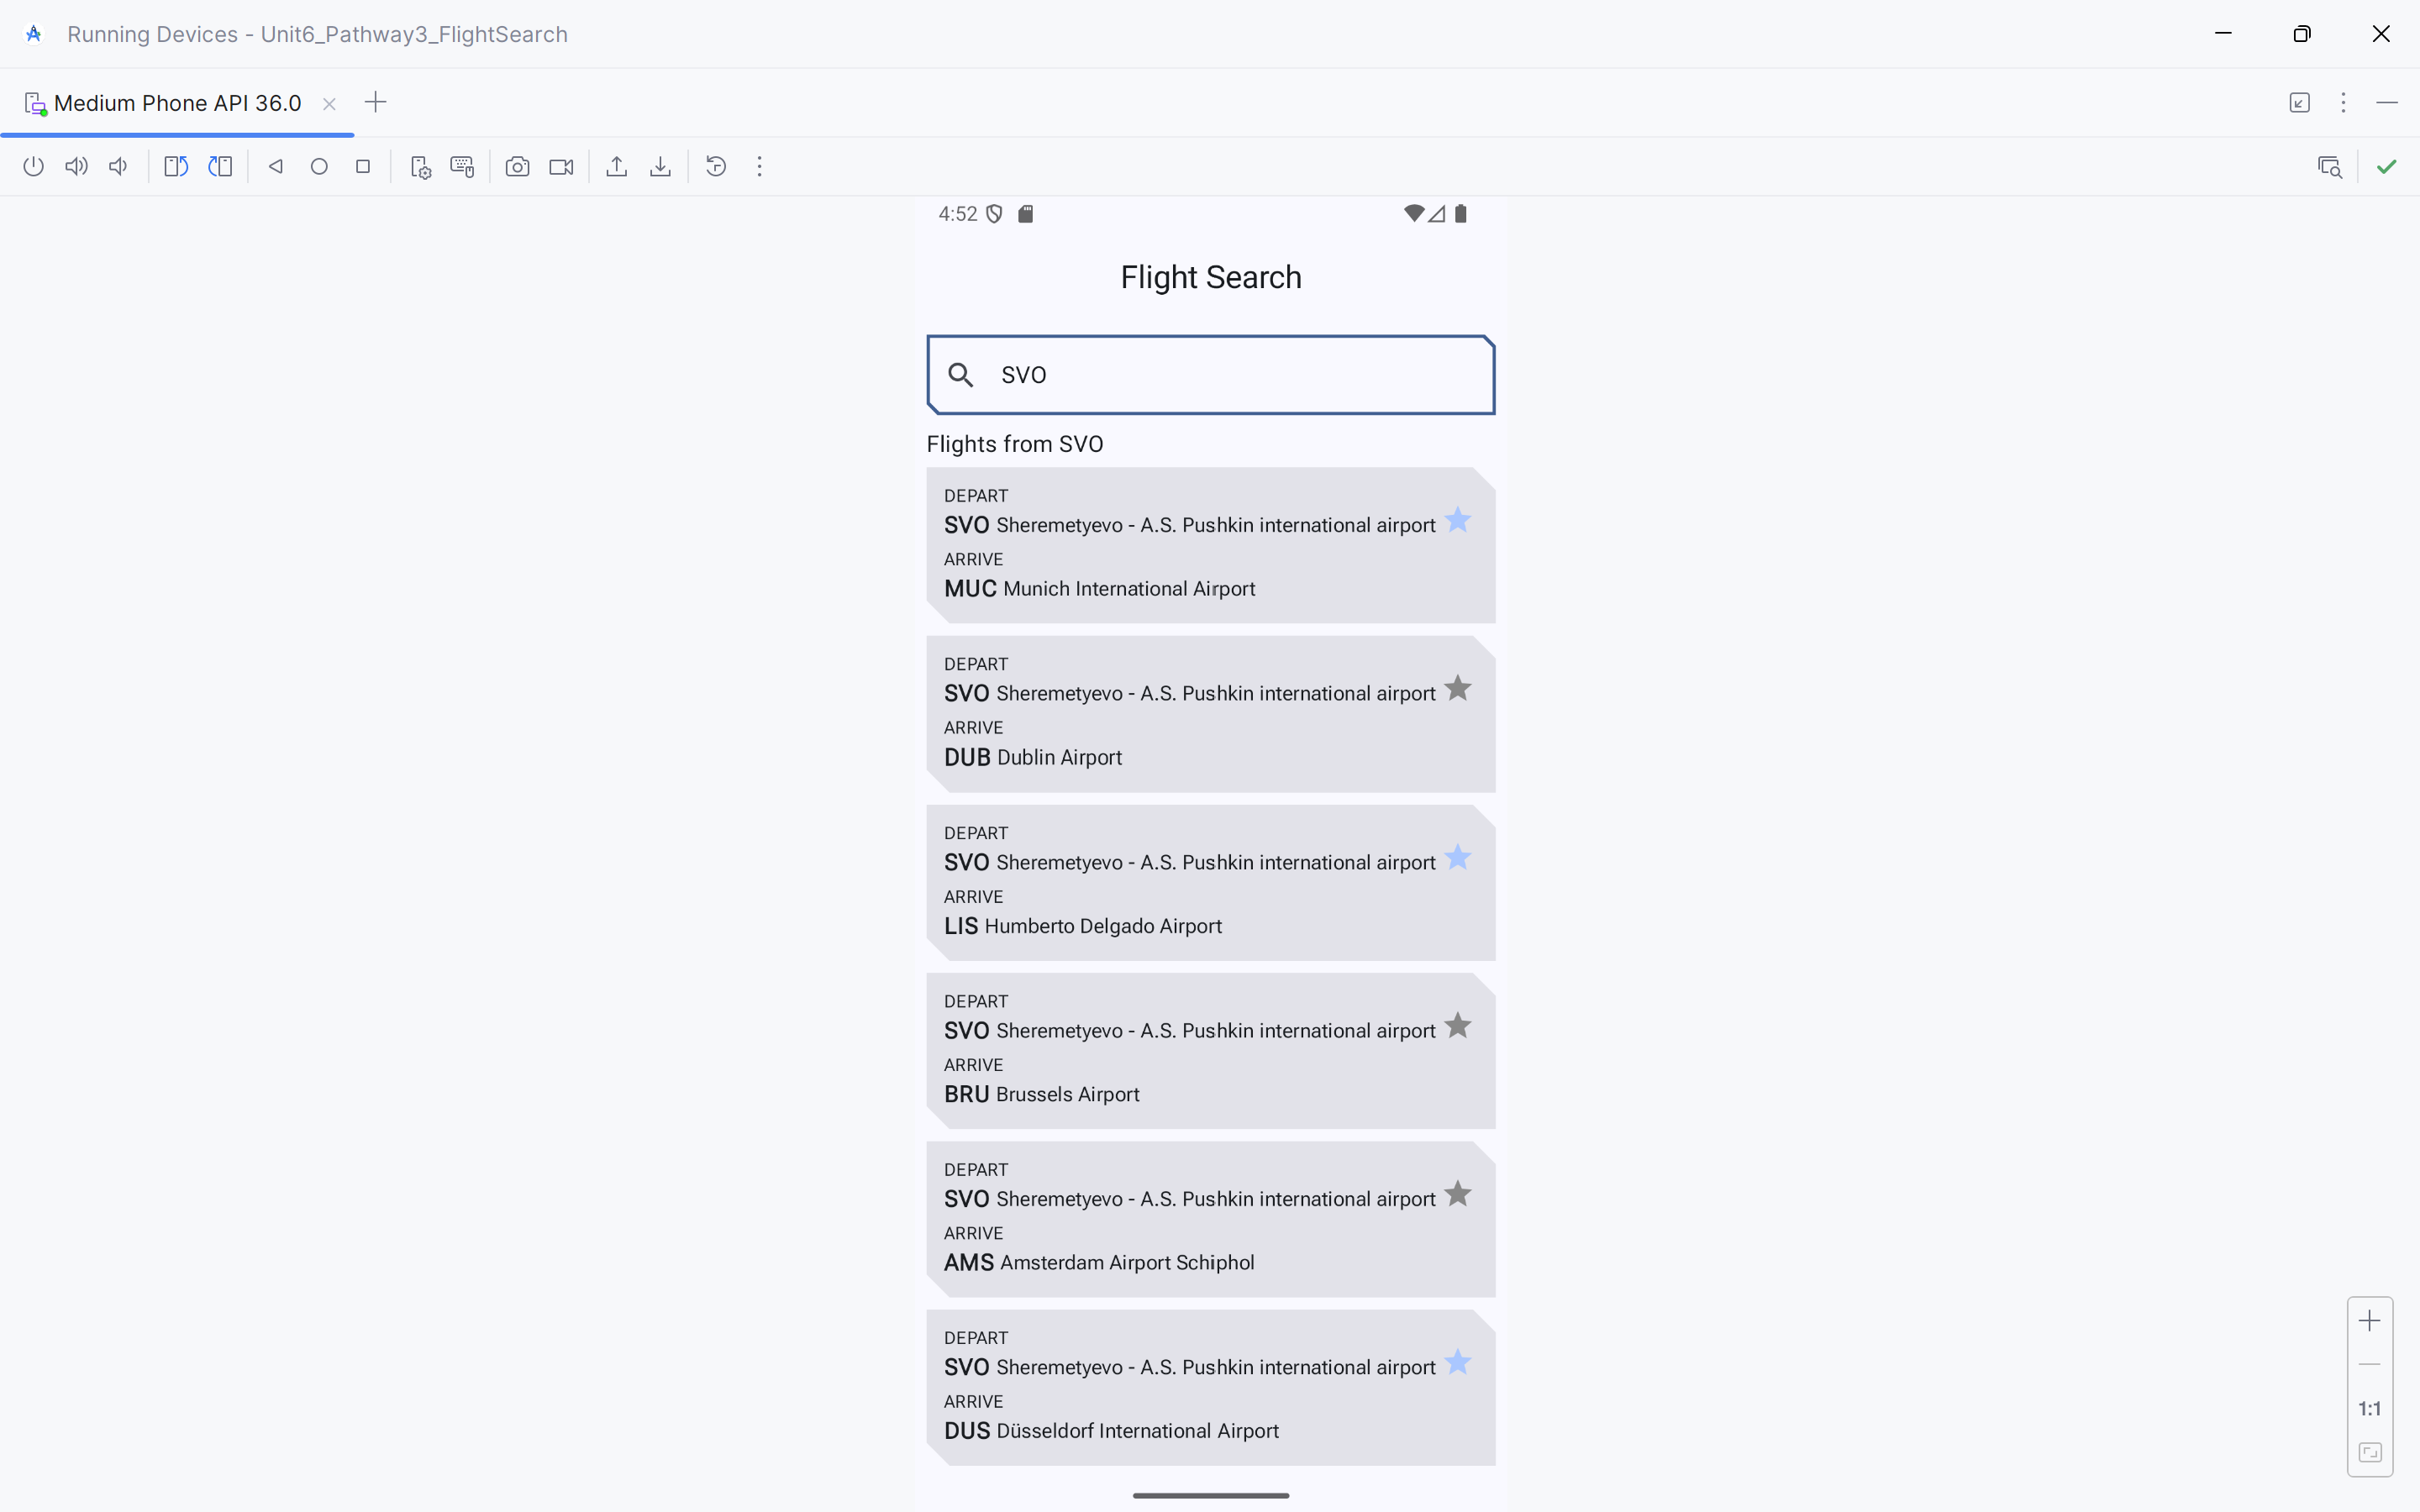 Running Devices - Unit6_Pathway3_FlightSearch
Medium Phone API 36.0
4:52
Flight Search
SVO
Flights from SVO
DEPART
SVO Sheremetyevo - A.S. Pushkin international airport
ARRIVE
MUC Munich International Airport
DEPART
SVO Sheremetyevo - A.S. Pushkin international airport
ARRIVE
DUB Dublin Airport
DEPART
SVO Sheremetyevo - A.S. Pushkin international airport
ARRIVE
LIS Humberto Delgado Airport
DEPART
SVO Sheremetyevo - A.S. Pushkin international airport
ARRIVE
BRU Brussels Airport
DEPART
SVO Sheremetyevo - A.S. Pushkin international airport
ARRIVE
AMS Amsterdam Airport Schiphol
DEPART
SVO Sheremetyevo - A.S. Pushkin international airport
ARRIVE
DUS Düsseldorf International Airport
1:1